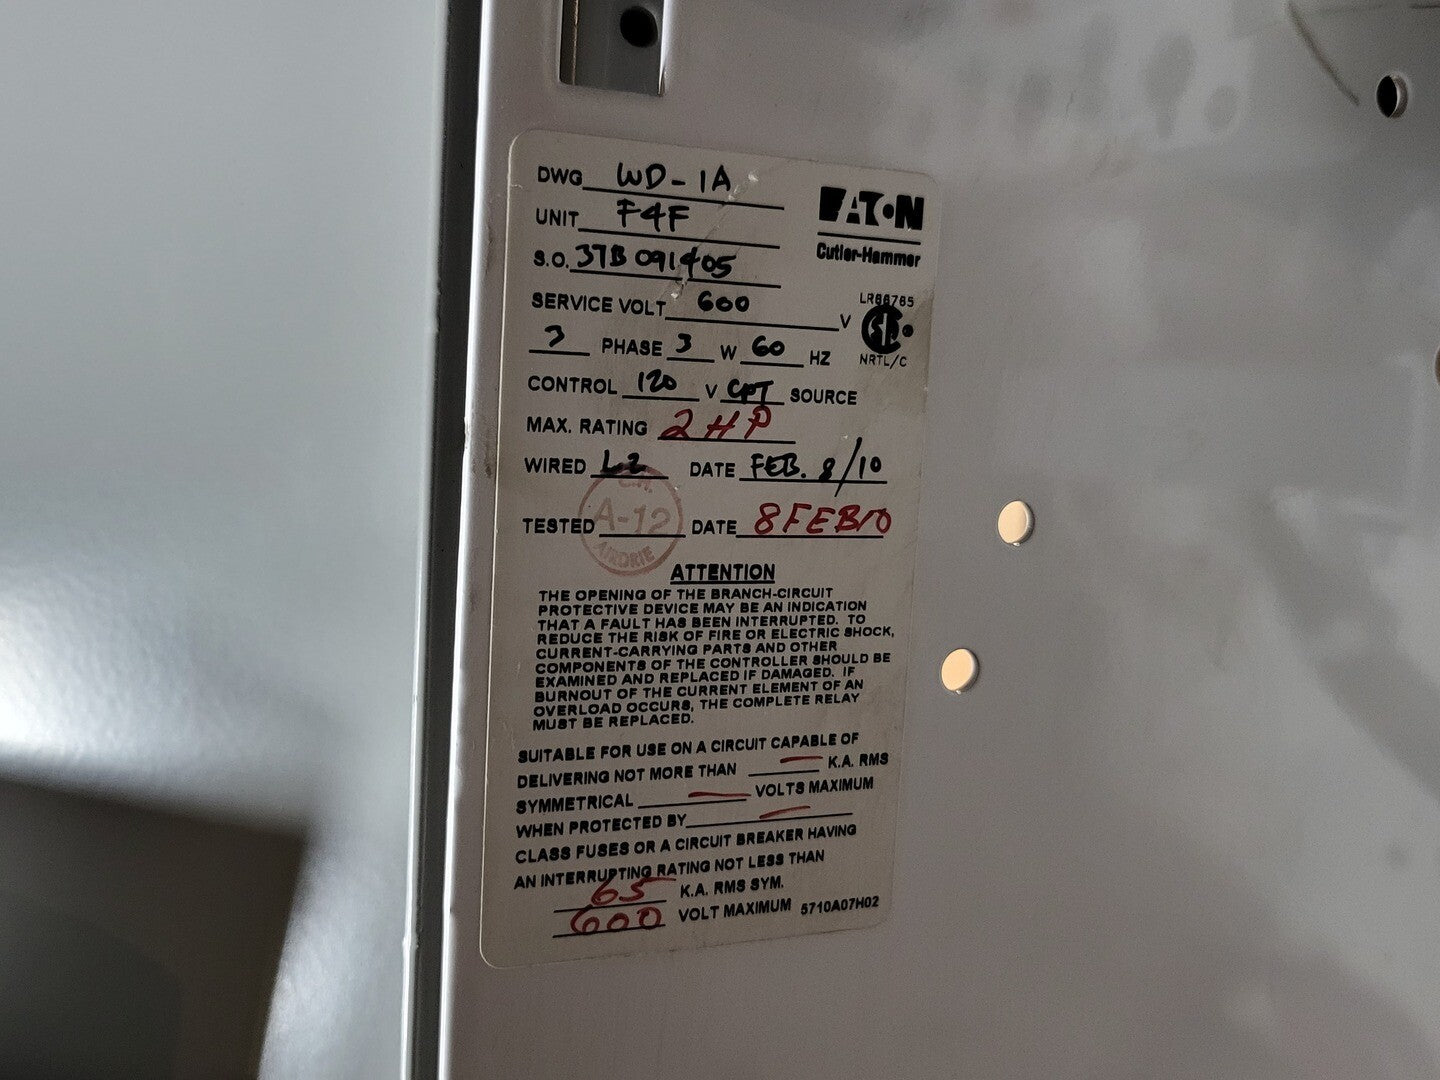 DWG WD-1A
EATON
Cutler-Hammer
UNIT F4F
S.O. 37B091405
SERVICE VOLT 600 V
LR86765
NRTL/C
3 PHASE 3 W 60 HZ
CONTROL 120 V CPT SOURCE
MAX. RATING 2HP
WIRED LZ DATE FEB. 8/10
TESTED A-12 AIRDRIE DATE 8FEB10
ATTENTION
THE OPENING OF THE BRANCH-CIRCUIT
PROTECTIVE DEVICE MAY BE AN INDICATION
THAT A FAULT HAS BEEN INTERRUPTED. TO
REDUCE THE RISK OF FIRE OR ELECTRIC SHOCK,
CURRENT-CARRYING PARTS AND OTHER
COMPONENTS OF THE CONTROLLER SHOULD BE
EXAMINED AND REPLACED IF DAMAGED. IF
BURNOUT OF THE CURRENT ELEMENT OF AN
OVERLOAD OCCURS, THE COMPLETE RELAY
MUST BE REPLACED.
SUITABLE FOR USE ON A CIRCUIT CAPABLE OF
DELIVERING NOT MORE THAN — K.A. RMS
SYMMETRICAL — VOLTS MAXIMUM
WHEN PROTECTED BY —
CLASS FUSES OR A CIRCUIT BREAKER HAVING
AN INTERRUPTING RATING NOT LESS THAN
65 K.A. RMS SYM.
600 VOLT MAXIMUM 5710A07H02